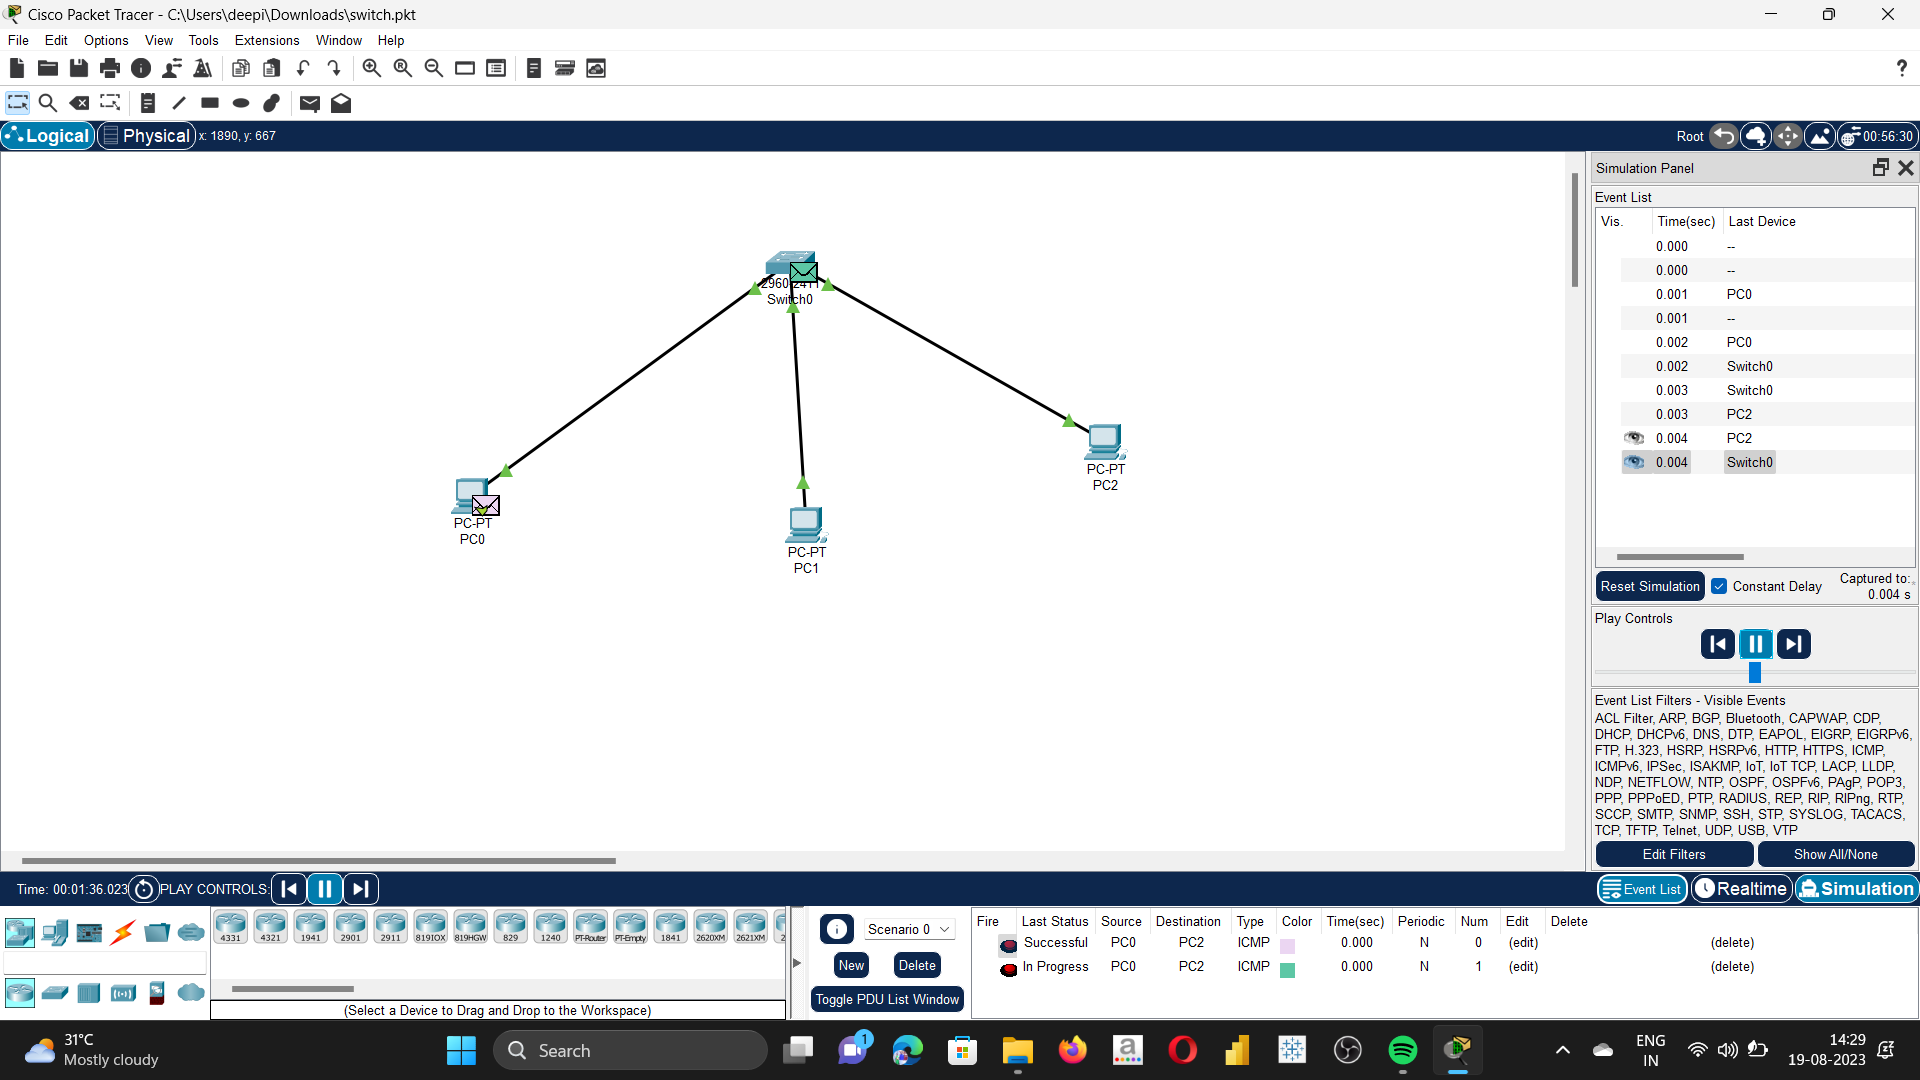 Cisco Packet Tracer - C:\Users\deepi\Downloads\switch.pkt
File Edit Options View Tools Extensions Window Help
?
Logical Physical x: 1890, y: 667 Root 00:56:30
Simulation Panel
Event List
Vis. Time(sec) Last Device
0.000 --
0.000 --
0.001 PC0
0.001 --
0.002 PC0
0.002 Switch0
0.003 Switch0
0.003 PC2
0.004 PC2
0.004 Switch0
2960-24TT
Switch0
PC-PT
PC2
PC-PT
PC0
PC-PT
PC1
Reset Simulation Constant Delay Captured to:
0.004 s
Play Controls
Event List Filters - Visible Events
ACL Filter, ARP, BGP, Bluetooth, CAPWAP, CDP,
DHCP, DHCPv6, DNS, DTP, EAPOL, EIGRP, EIGRPv6,
FTP, H.323, HSRP, HSRPv6, HTTP, HTTPS, ICMP,
ICMPv6, IPSec, ISAKMP, IoT, IoT TCP, LACP, LLDP,
NDP, NETFLOW, NTP, OSPF, OSPFv6, PAgP, POP3,
PPP, PPPoED, PTP, RADIUS, REP, RIP, RIPng, RTP,
SCCP, SMTP, SNMP, SSH, STP, SYSLOG, TACACS,
TCP, TFTP, Telnet, UDP, USB, VTP
Edit Filters Show All/None
Time: 00:01:36.023 PLAY CONTROLS: Event List Realtime Simulation
4331 4321 1941 2901 2911 819IOX 819HGW 829 1240 PT-Router PT-Empty 1841 2620XM 2621XM 2
(Select a Device to Drag and Drop to the Workspace)
Scenario 0
New Delete
Toggle PDU List Window
Fire Last Status Source Destination Type Color Time(sec) Periodic Num Edit Delete
Successful PC0 PC2 ICMP 0.000 N 0 (edit) (delete)
In Progress PC0 PC2 ICMP 0.000 N 1 (edit) (delete)
31°C
Mostly cloudy
Search
1
a
ENG
IN
14:29
19-08-2023